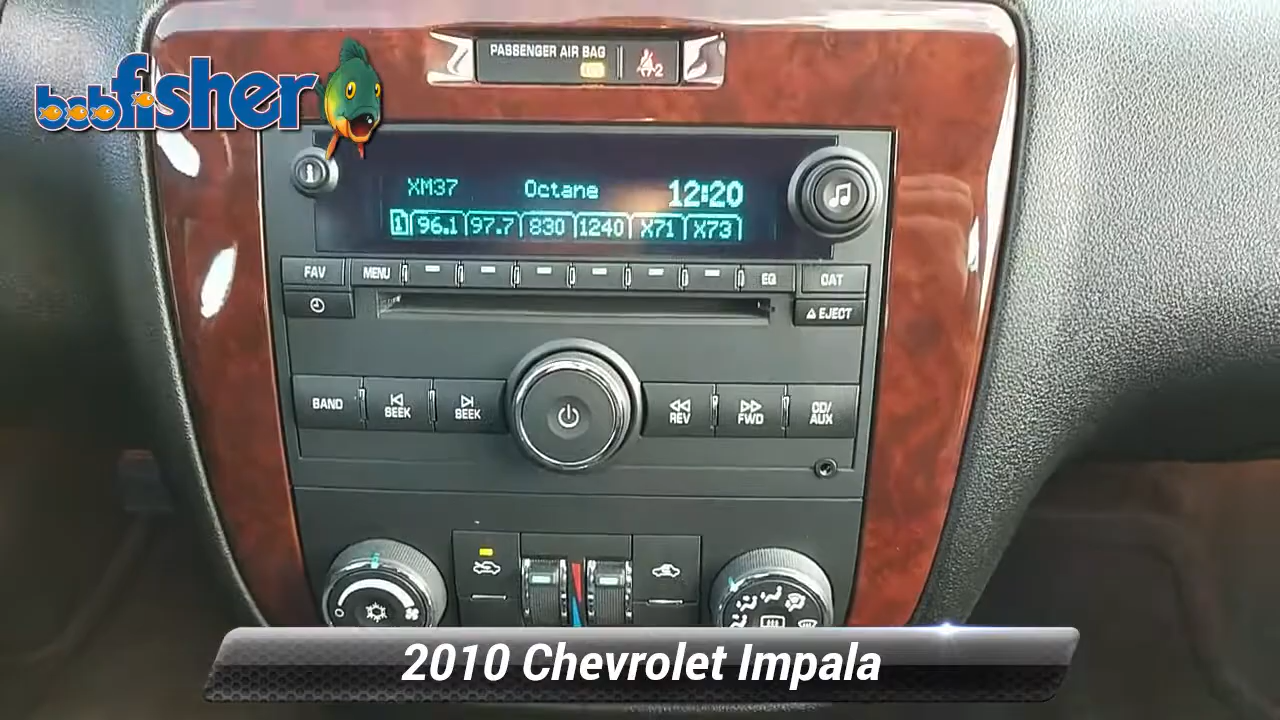 PASSENGER AIR BAG
bobfisher
XM37 Octane 12:20
1 96.1 97.7 830 1240 X71 X73
FAV MENU EQ CAT
EJECT
BAND SEEK SEEK REV FWD CD/AUX
2010 Chevrolet Impala